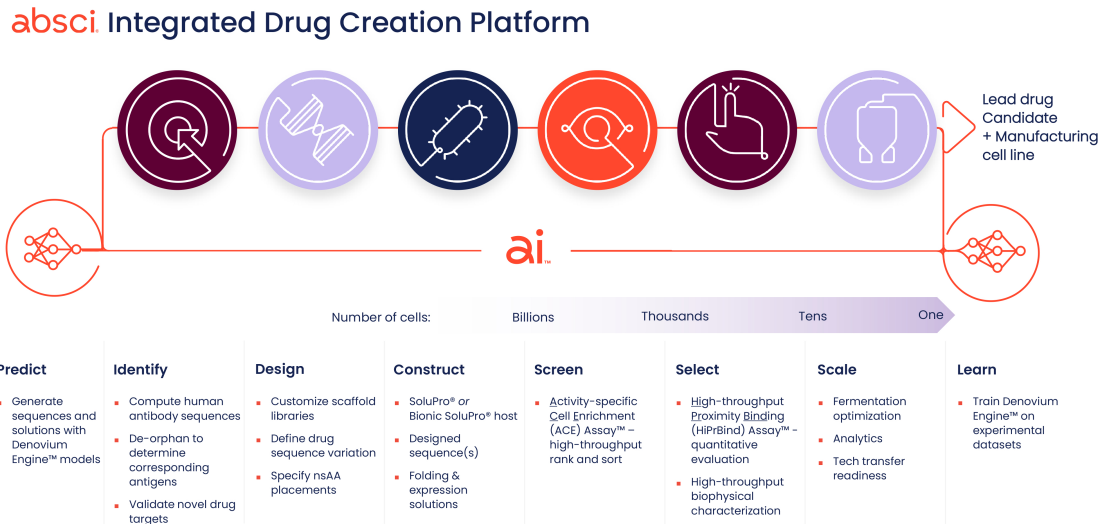 absci. Integrated Drug Creation Platform
Lead drug
Candidate
+ Manufacturing
cell line
ai™
Number of cells:
Billions
Thousands
Tens
One
Predict
Generate
sequences and
solutions with
Denovium
Engine™ models
Identify
Compute human
antibody sequences
De-orphan to
determine
corresponding
antigens
Validate novel drug
targets
Design
Customize scaffold
libraries
Define drug
sequence variation
Specify nsAA
placements
Construct
SoluPro® or
Bionic SoluPro® host
Designed
sequence(s)
Folding &
expression
solutions
Screen
Activity-specific
Cell Enrichment
(ACE) Assay™ –
high-throughput
rank and sort
Select
High-throughput
Proximity Binding
(HiPrBind) Assay™ -
quantitative
evaluation
High-throughput
biophysical
characterization
Scale
Fermentation
optimization
Analytics
Tech transfer
readiness
Learn
Train Denovium
Engine™ on
experimental
datasets